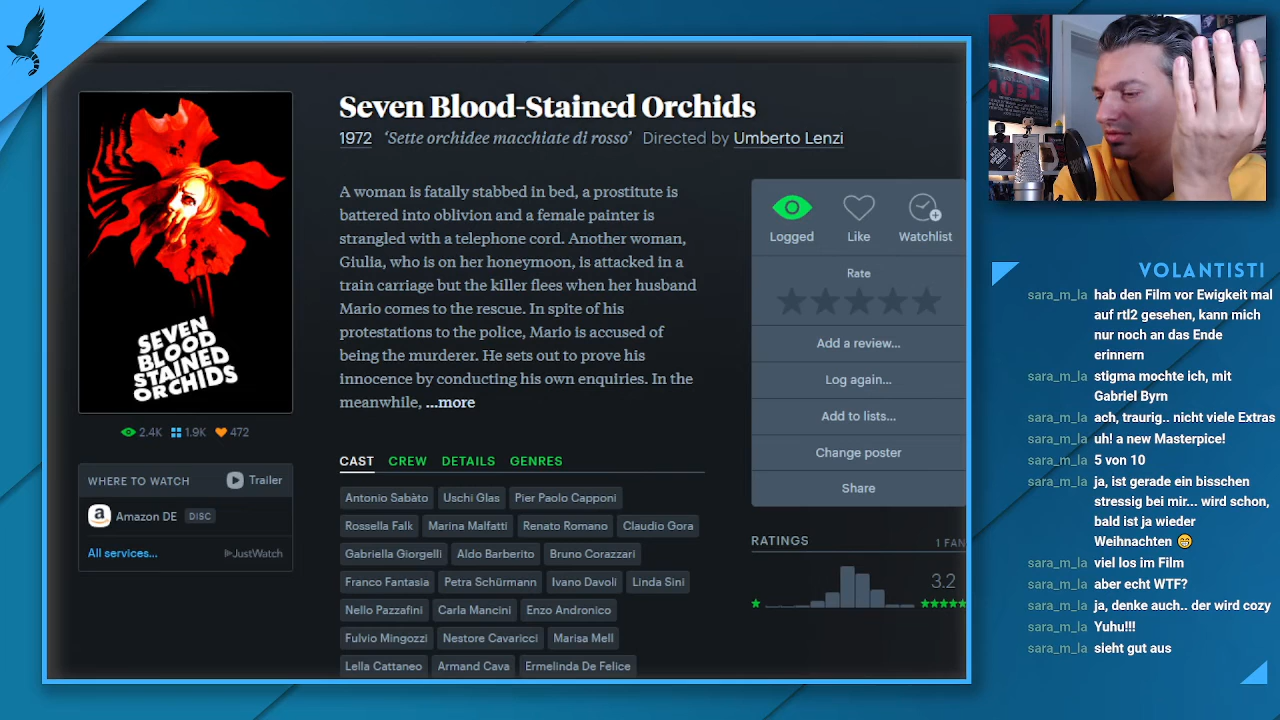 Seven Blood-Stained Orchids
1972 ‘Sette orchidee macchiate di rosso’ Directed by Umberto Lenzi
A woman is fatally stabbed in bed, a prostitute is
battered into oblivion and a female painter is
strangled with a telephone cord. Another woman,
Giulia, who is on her honeymoon, is attacked in a
train carriage but the killer flees when her husband
Mario comes to the rescue. In spite of his
protestations to the police, Mario is accused of
being the murderer. He sets out to prove his
innocence by conducting his own enquiries. In the
meanwhile, ...more
SEVEN
BLOOD
STAINED
ORCHIDS
2.4K 1.9K 472
WHERE TO WATCH Trailer
Amazon DE DISC
All services... JustWatch
CAST CREW DETAILS GENRES
Antonio Sabàto Uschi Glas Pier Paolo Capponi
Rossella Falk Marina Malfatti Renato Romano Claudio Gora
Gabriella Giorgelli Aldo Barberito Bruno Corazzari
Franco Fantasia Petra Schürmann Ivano Davoli Linda Sini
Nello Pazzafini Carla Mancini Enzo Andronico
Fulvio Mingozzi Nestore Cavaricci Marisa Mell
Lella Cattaneo Armand Cava Ermelinda De Felice
Logged Like Watchlist
Rate
Add a review...
Log again...
Add to lists...
Change poster
Share
RATINGS 1 FAN
3.2
VOLANTISTI
sara_m_la hab den Film vor Ewigkeit mal
auf rtl2 gesehen, kann mich
nur noch an das Ende
erinnern
sara_m_la stigma mochte ich, mit
Gabriel Byrn
sara_m_la ach, traurig.. nicht viele Extras
sara_m_la uh! a new Masterpice!
sara_m_la 5 von 10
sara_m_la ja, ist gerade ein bisschen
stressig bei mir... wird schon,
bald ist ja wieder
Weihnachten 😁
sara_m_la viel los im Film
sara_m_la aber echt WTF?
sara_m_la ja, denke auch.. der wird cozy
sara_m_la Yuhu!!!
sara_m_la sieht gut aus